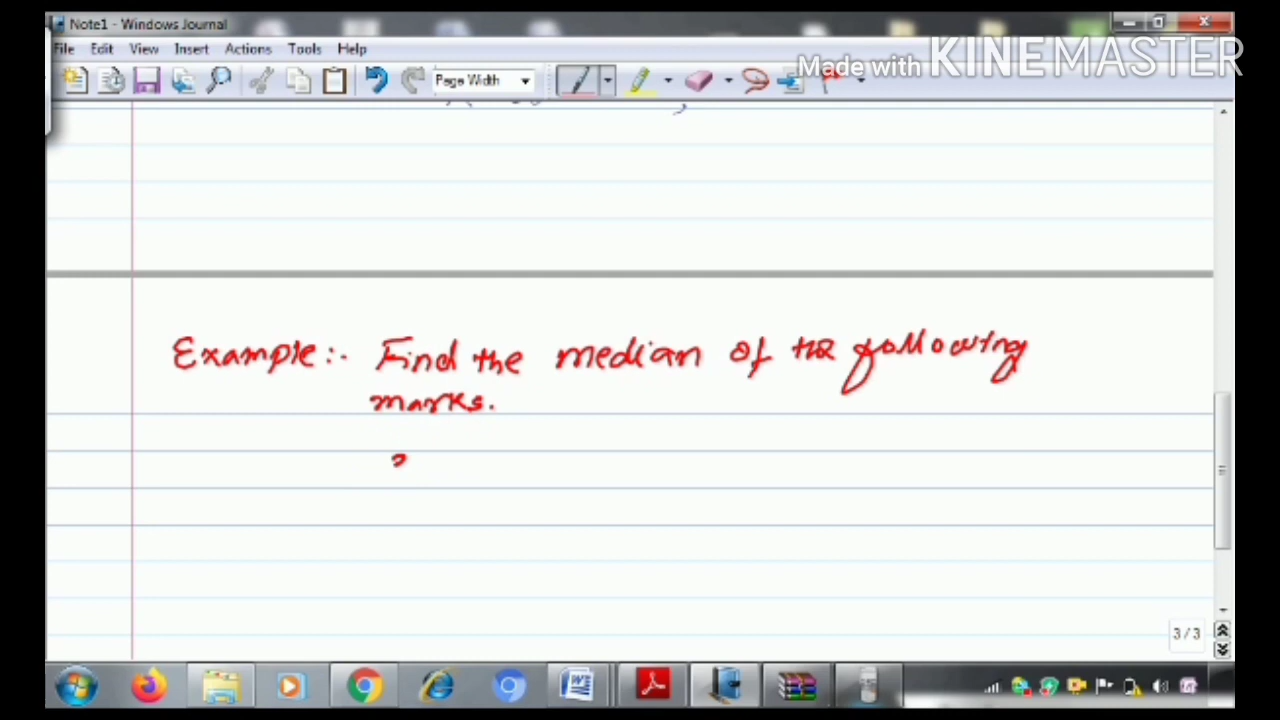 Note1 - Windows Journal
File Edit View Insert Actions Tools Help
Made with KINEMASTER
Page Width
Example:- Find the median of the following
marks.
3/3